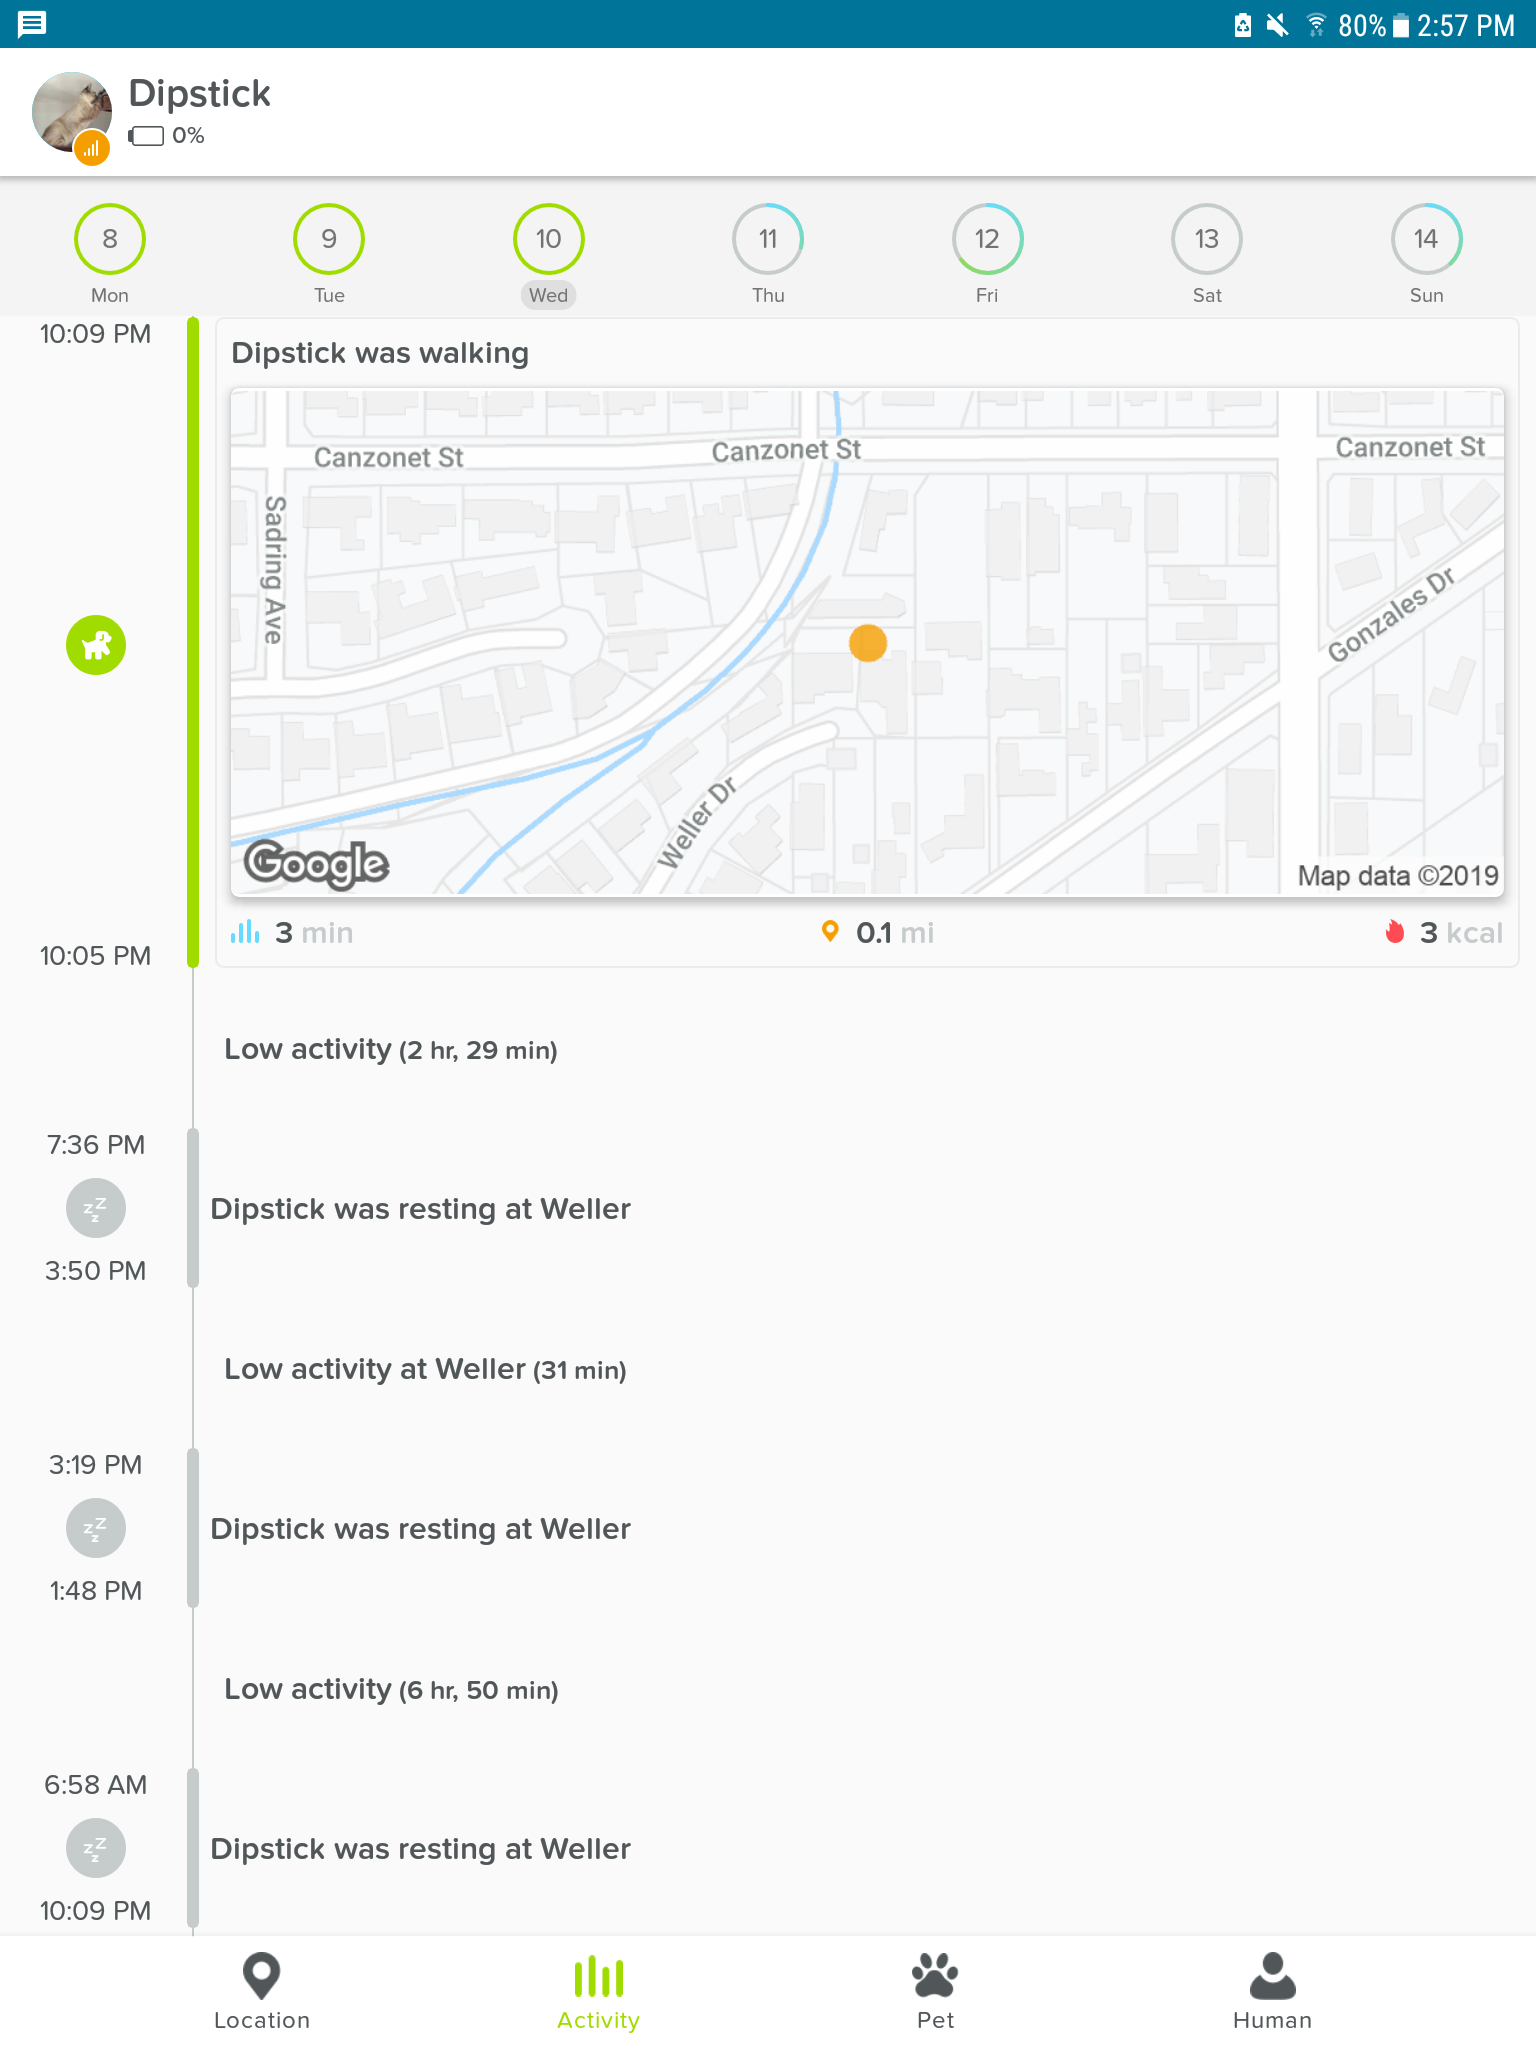 80% 2:57 PM
Dipstick
0%
8 9 10 11 12 13 14
Mon Tue Wed Thu Fri Sat Sun
10:09 PM
Dipstick was walking
Canzonet St Canzonet St Canzonet St
Sadring Ave
Gonzales Dr
Weller Dr
Google
Map data ©2019
3 min 0.1 mi 3 kcal
10:05 PM
Low activity (2 hr, 29 min)
7:36 PM
zzz
Dipstick was resting at Weller
3:50 PM
Low activity at Weller (31 min)
3:19 PM
zzz
Dipstick was resting at Weller
1:48 PM
Low activity (6 hr, 50 min)
6:58 AM
zzz
Dipstick was resting at Weller
10:09 PM
Location Activity Pet Human